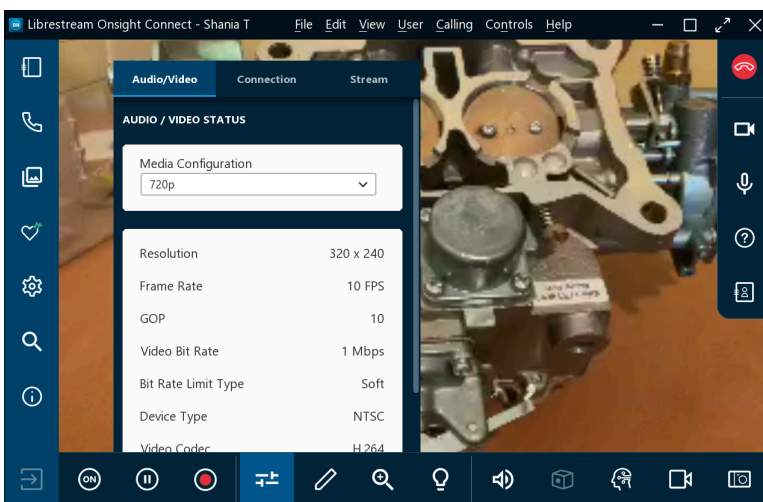 ON Librestream Onsight Connect - Shania T File Edit View User Calling Controls Help
Audio/Video Connection Stream
AUDIO / VIDEO STATUS
Media Configuration
720p
Resolution 320 x 240
Frame Rate 10 FPS
GOP 10
Video Bit Rate 1 Mbps
Bit Rate Limit Type Soft
Device Type NTSC
Video Codec H.264
ON